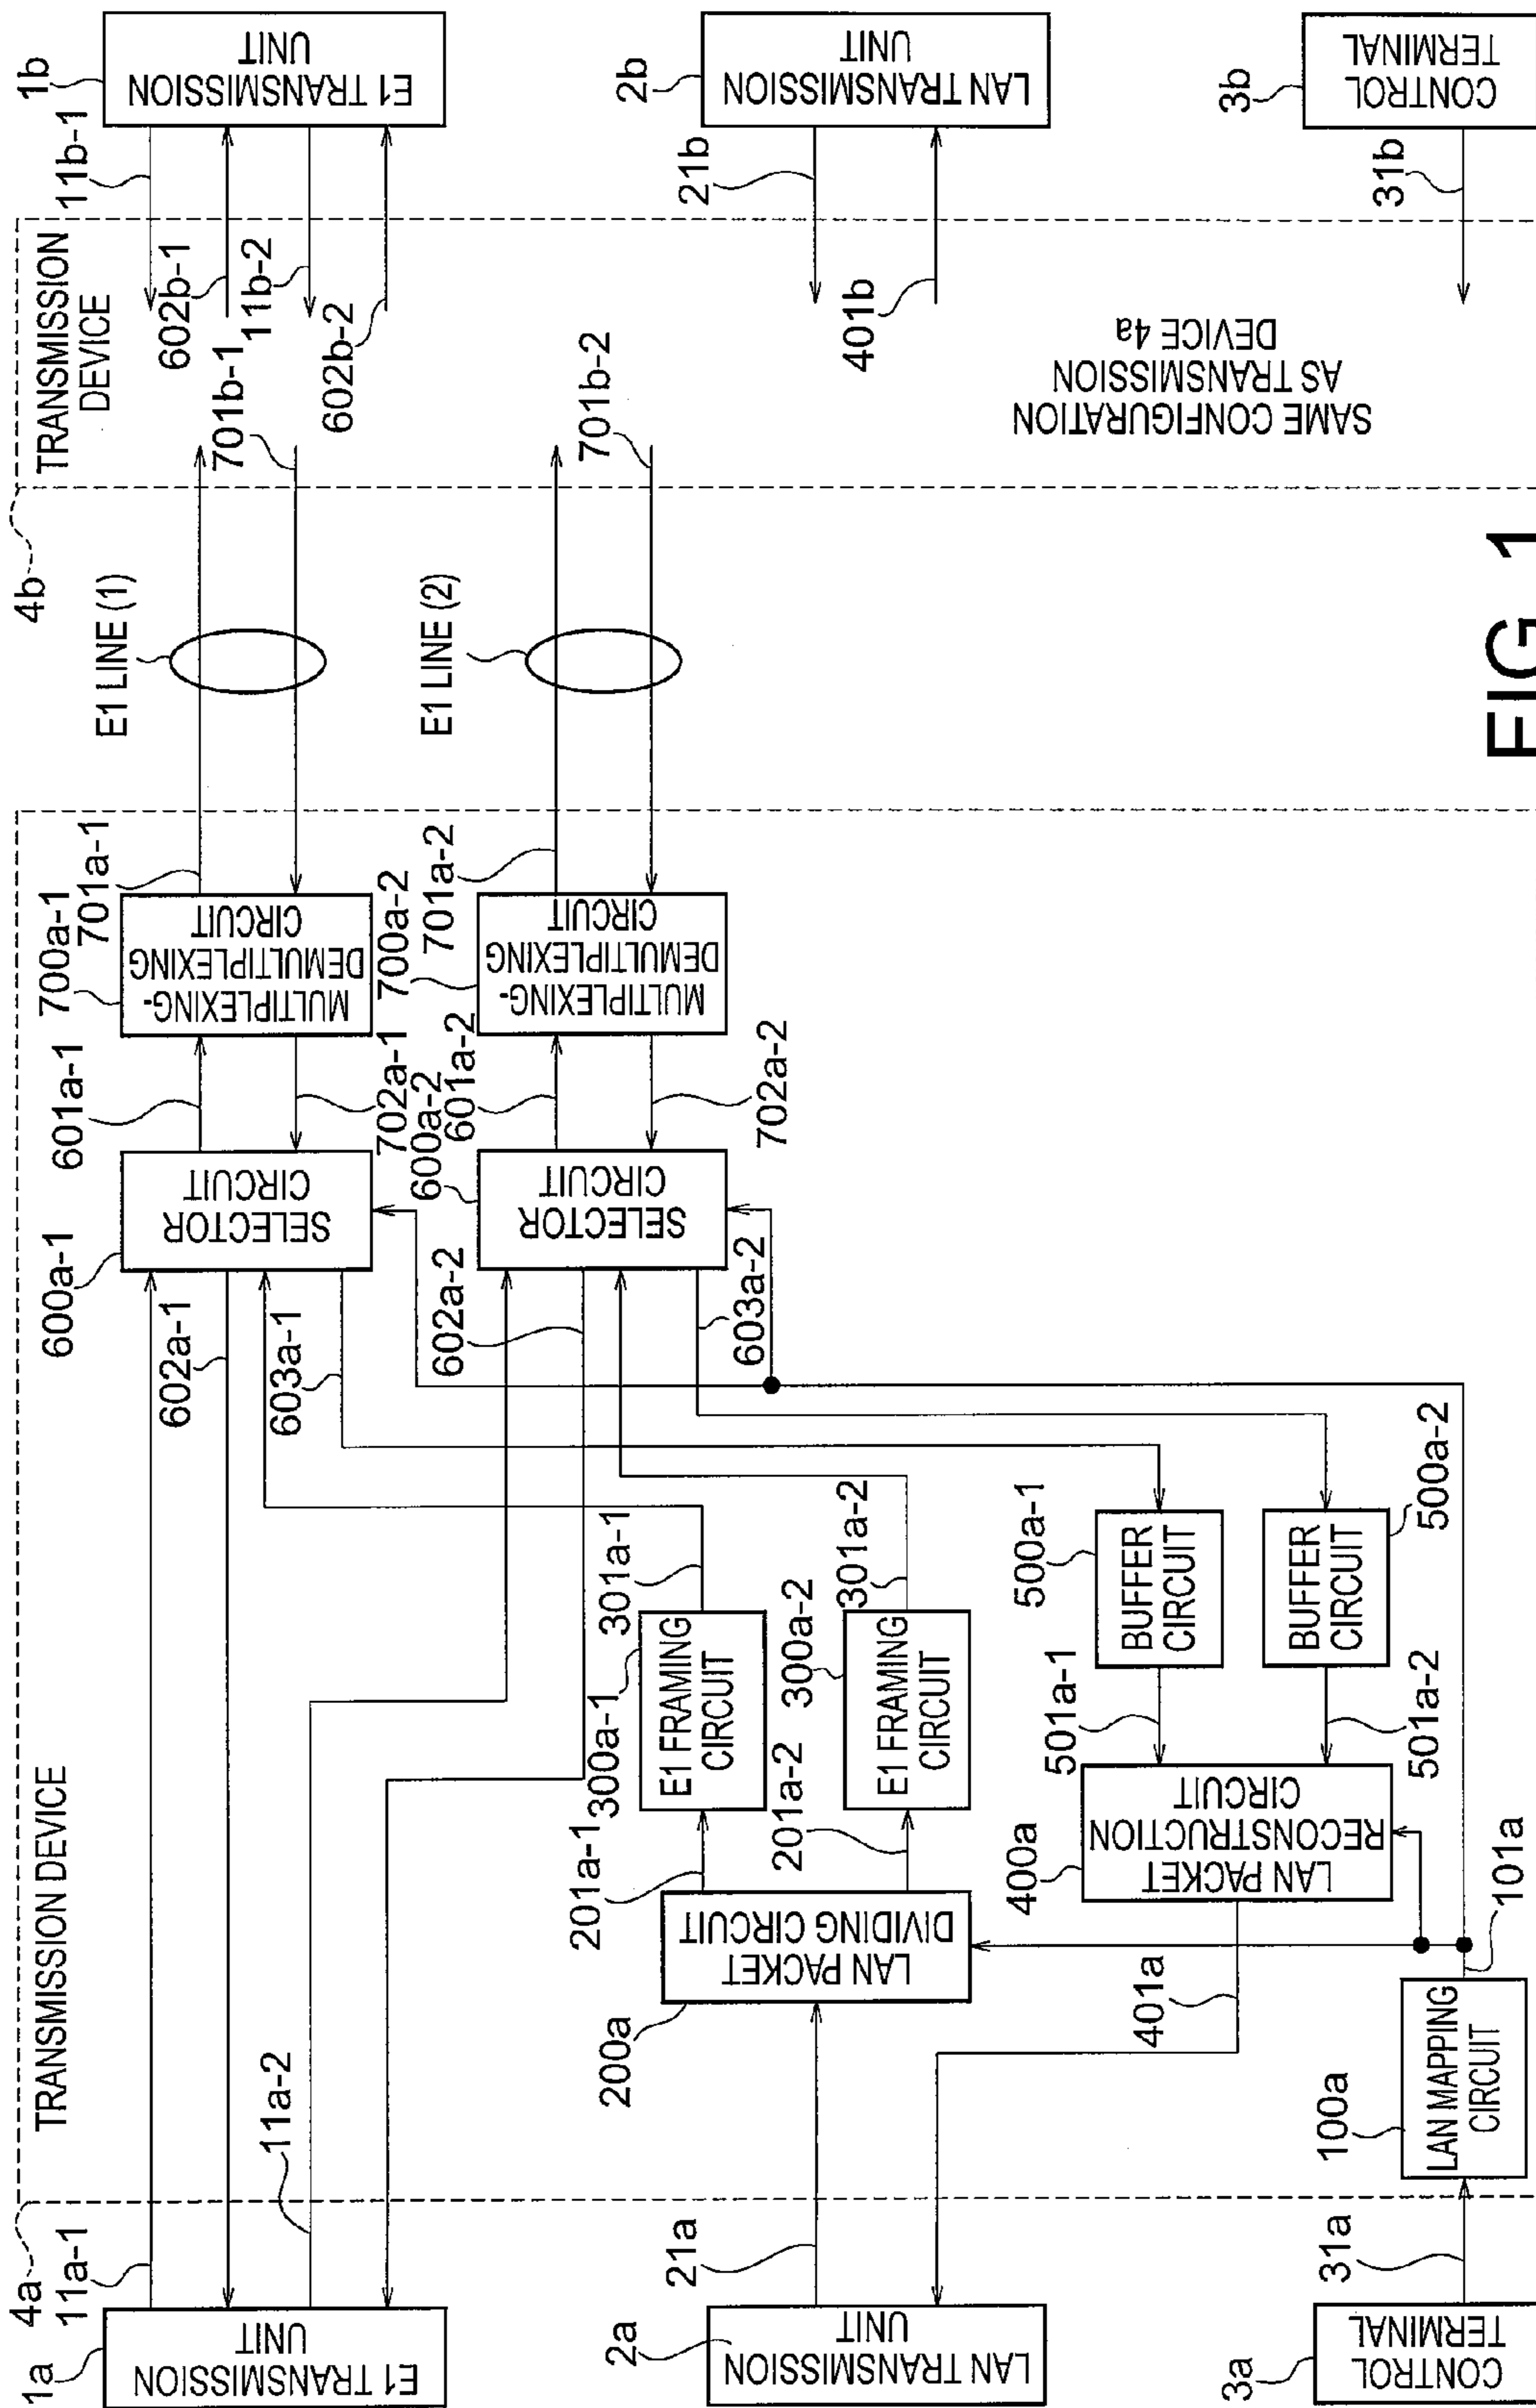 4a
TRANSMISSION DEVICE
4b
TRANSMISSION
DEVICE
1a
E1 TRANSMISSION
UNIT
11a-1
11a-2
602a-1
603a-1
602a-2
603a-2
600a-1
SELECTOR
CIRCUIT
601a-1
702a-1
700a-1
MULTIPLEXING-
DEMULTIPLEXING
CIRCUIT
701a-1
600a-2
SELECTOR
CIRCUIT
601a-2
702a-2
700a-2
MULTIPLEXING-
DEMULTIPLEXING
CIRCUIT
701a-2
E1 LINE (1)
E1 LINE (2)
701b-1
701b-2
11b-1
602b-1
11b-2
602b-2
1b
E1 TRANSMISSION
UNIT
2a
LAN TRANSMISSION
UNIT
21a
200a
LAN PACKET
DIVIDING CIRCUIT
201a-1
201a-2
300a-1
E1 FRAMING
CIRCUIT
301a-1
300a-2
E1 FRAMING
CIRCUIT
301a-2
401a
400a
LAN PACKET
RECONSTRUCTION
CIRCUIT
501a-1
501a-2
500a-1
BUFFER
CIRCUIT
500a-2
BUFFER
CIRCUIT
21b
401b
2b
LAN TRANSMISSION
UNIT
SAME CONFIGURATION
AS TRANSMISSION
DEVICE 4a
3a
CONTROL
TERMINAL
31a
100a
LAN MAPPING
CIRCUIT
101a
31b
3b
CONTROL
TERMINAL
FIG. 1